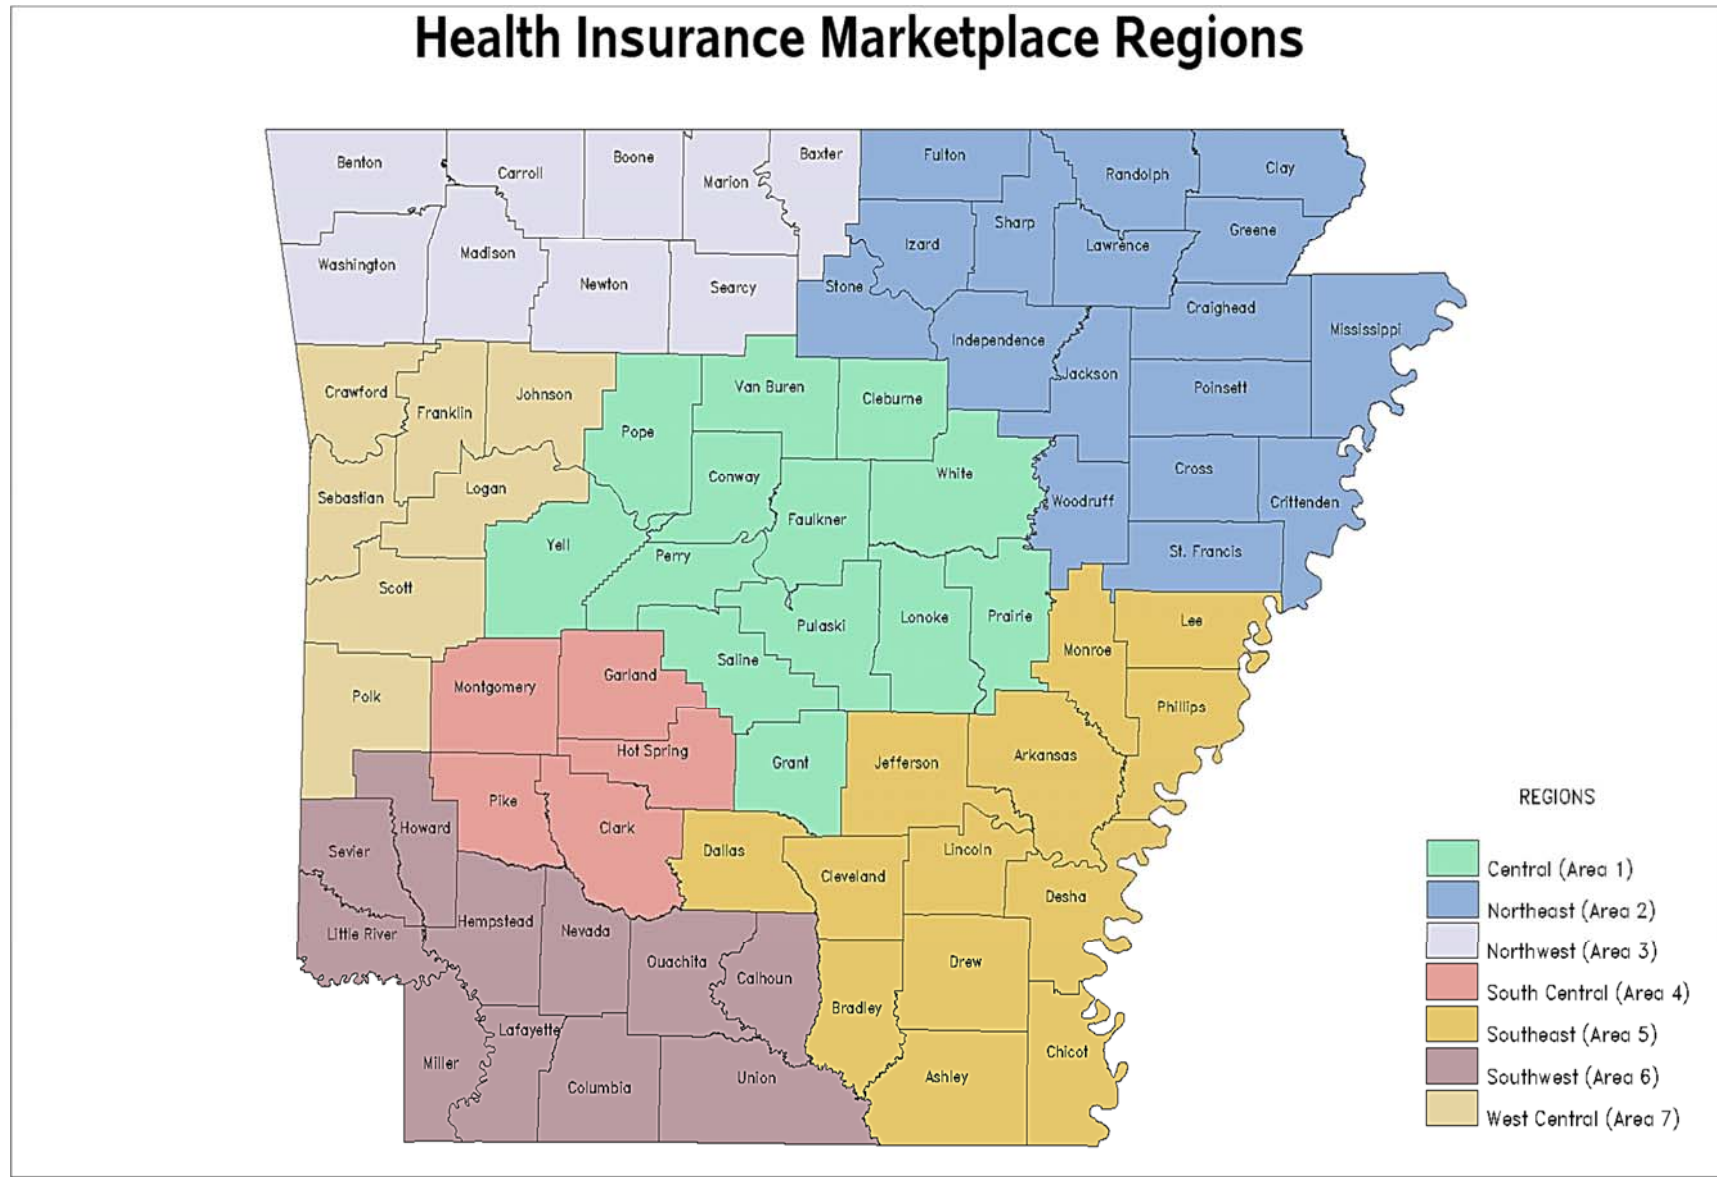 Health Insurance Marketplace Regions
Benton
Carroll
Boone
Marion
Baxter
Fulton
Randolph
Clay
Sharp
Izard
Lawrence
Greene
Washington
Madison
Newton
Searcy
Stone
Independence
Jackson
Craighead
Mississippi
Crawford
Franklin
Johnson
Pope
Van Buren
Cleburne
Poinsett
Sebastian
Logan
Conway
Faulkner
White
Woodruff
Cross
Crittenden
Scott
Yell
Perry
Saline
Pulaski
Lonoke
Prairie
Monroe
St. Francis
Lee
Phillips
Polk
Montgomery
Garland
Hot Spring
Grant
Jefferson
Arkansas
Sevier
Howard
Pike
Clark
Dallas
Cleveland
Lincoln
Desha
Little River
Hempstead
Nevada
Ouachita
Calhoun
Bradley
Drew
Miller
Lafayette
Columbia
Union
Ashley
Chicot
REGIONS
Central (Area 1)
Northeast (Area 2)
Northwest (Area 3)
South Central (Area 4)
Southeast (Area 5)
Southwest (Area 6)
West Central (Area 7)